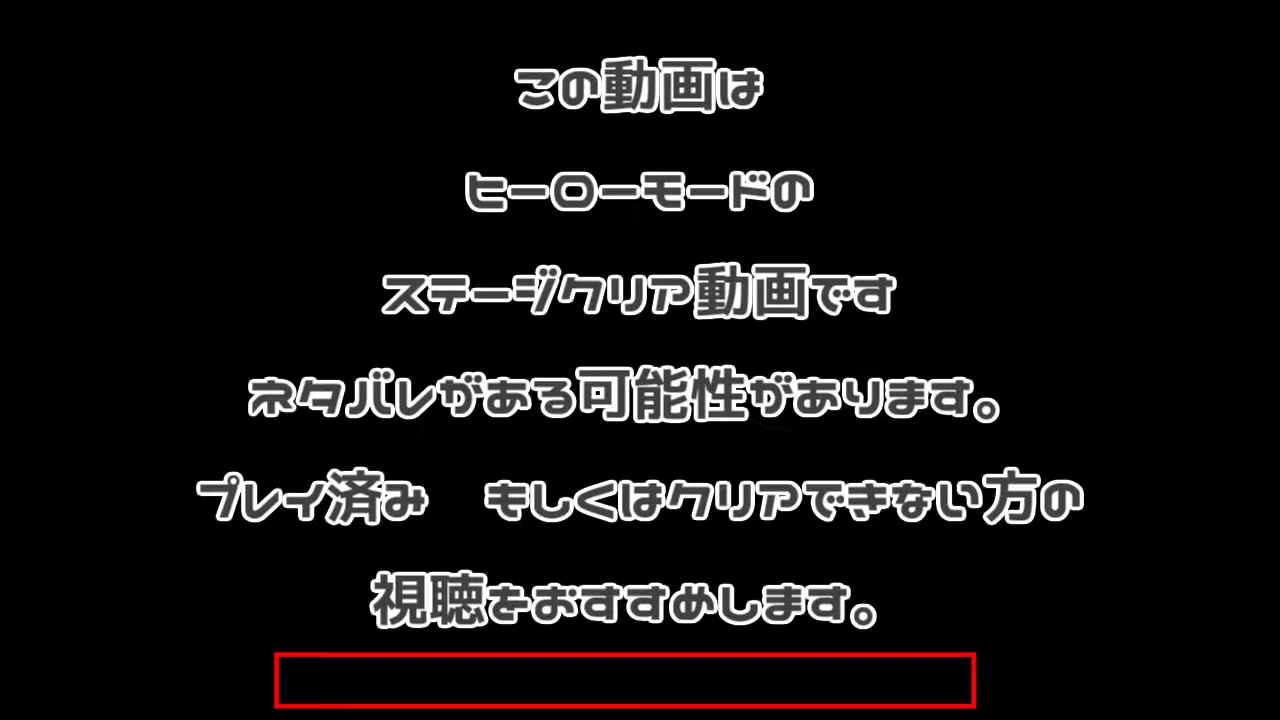 この動画は
ヒーローモードの
ステージクリア動画です
ネタバレがある可能性があります。
プレイ済み　もしくはクリアできない方の
視聴をおすすめします。